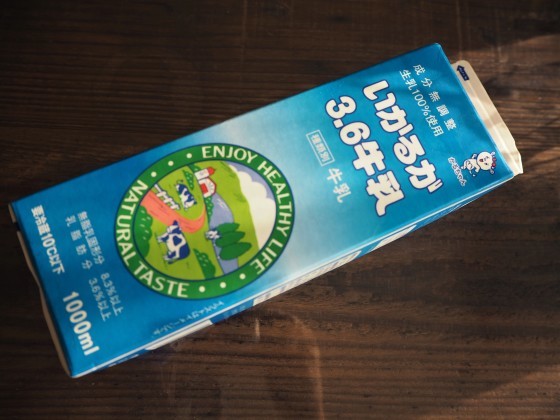 成分無調整
生乳100%使用
いかるが
3.6牛乳
種類別 牛乳
ENJOY HEALTHY LIFE
NATURAL TASTE
無脂乳固形分 8.3%以上
乳脂肪分 3.6%以上
要冷蔵10℃以下
1000ml